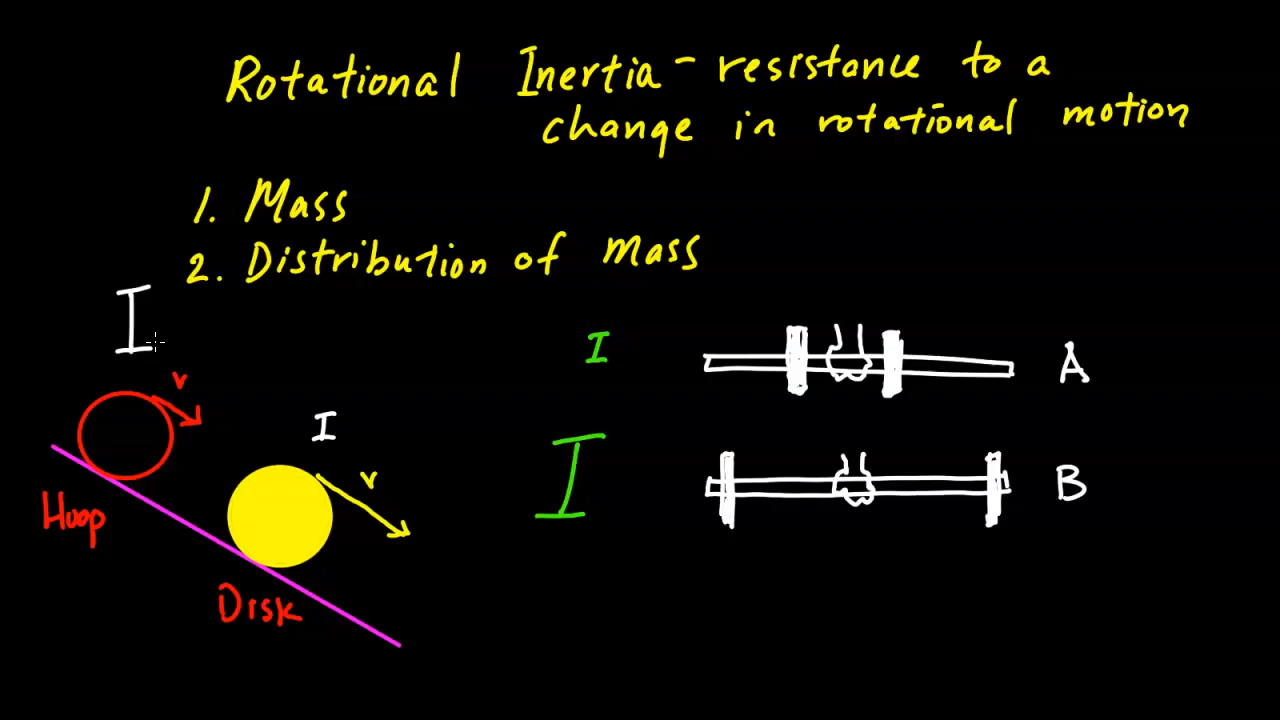 Rotational Inertia - resistance to a
change in rotational motion
1. Mass
2. Distribution of mass
I
I
A
v
I
I
v
B
Hoop
Disk